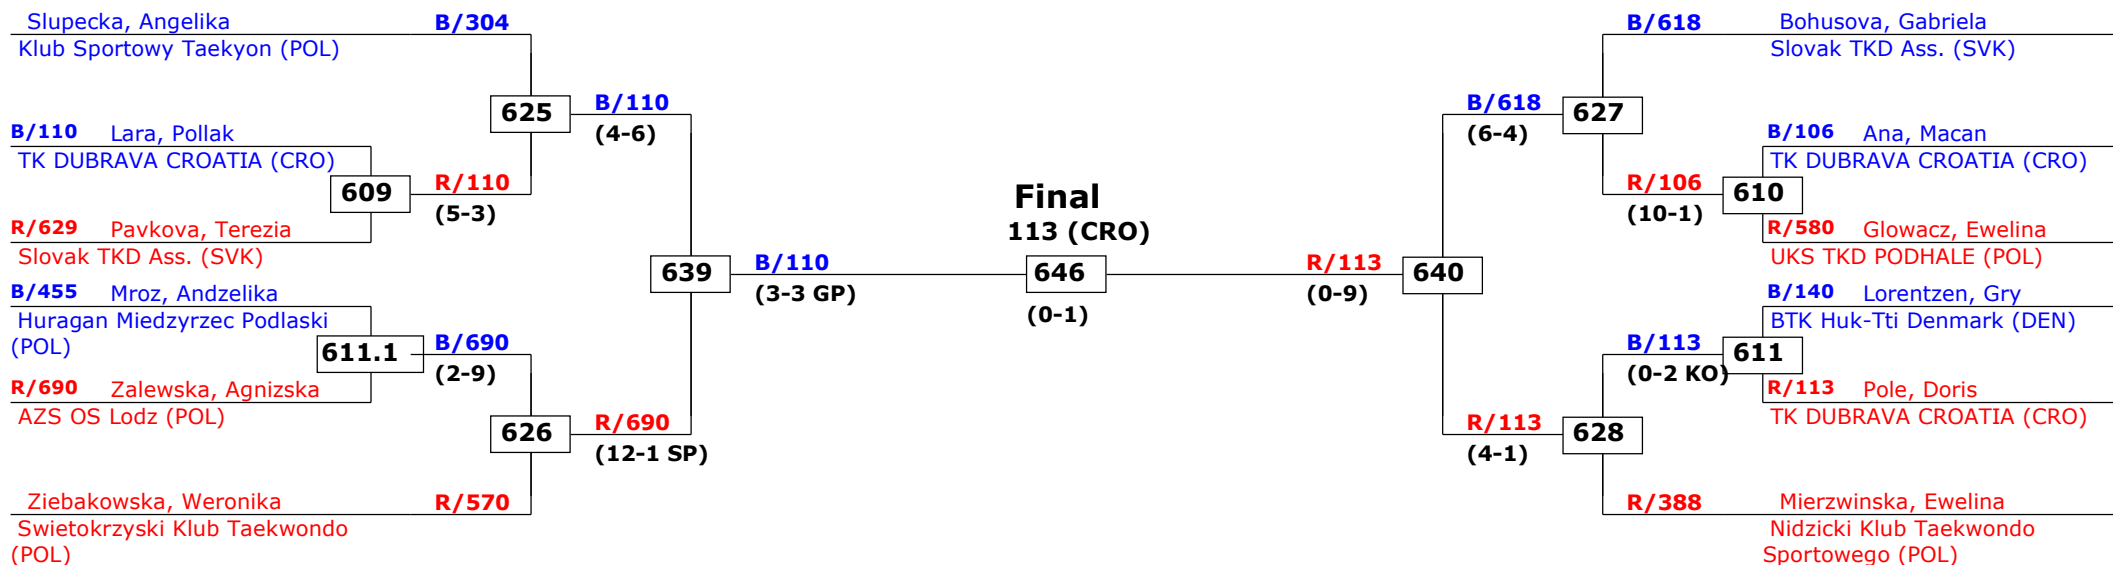 Slupecka, Angelika B/304
Klub Sportowy Taekyon (POL)
625
B/110
(4-6)
B/110 Lara, Pollak
TK DUBRAVA CROATIA (CRO)
609
R/110
(5-3)
R/629 Pavkova, Terezia
Slovak TKD Ass. (SVK)
639
B/110
(3-3 GP)
B/455 Mroz, Andzelika
Huragan Miedzyrzec Podlaski
(POL)
611.1
B/690
(2-9)
R/690 Zalewska, Agnizska
AZS OS Lodz (POL)
626
R/690
(12-1 SP)
Ziebakowska, Weronika R/570
Swietokrzyski Klub Taekwondo
(POL)
Final
113 (CRO)
646
(0-1)
B/618 Bohusova, Gabriela
Slovak TKD Ass. (SVK)
B/618
(6-4)
627
B/106 Ana, Macan
TK DUBRAVA CROATIA (CRO)
R/106
(10-1)
610
R/580 Glowacz, Ewelina
UKS TKD PODHALE (POL)
R/113
(0-9)
640
B/140 Lorentzen, Gry
BTK Huk-Tti Denmark (DEN)
B/113
(0-2 KO)
611
R/113 Pole, Doris
TK DUBRAVA CROATIA (CRO)
R/113
(4-1)
628
R/388 Mierzwinska, Ewelina
Nidzicki Klub Taekwondo
Sportowego (POL)